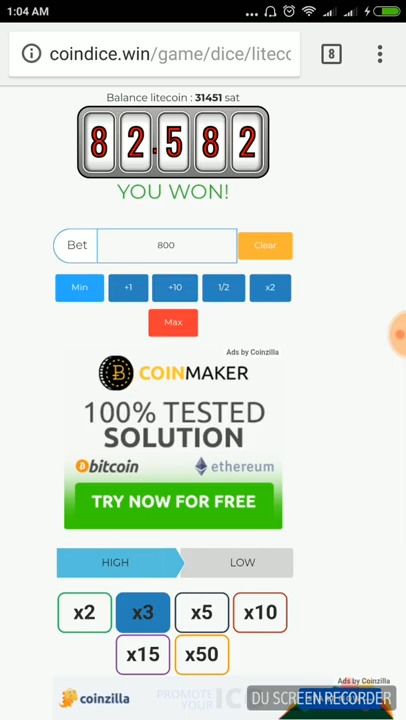 1:04 AM
coindice.win/game/dice/litecc
8
Balance litecoin : 31451 sat
82.582
YOU WON!
Bet 800 Clear
Min +1 +10 1/2 x2
Max
Ads by Coinzilla
COINMAKER
100% TESTED
SOLUTION
bitcoin ethereum
TRY NOW FOR FREE
HIGH LOW
x2 x3 x5 x10
x15 x50
Ads by Coinzilla
coinzilla PROMOTE
YOUR IC
DU SCREEN RECORDER